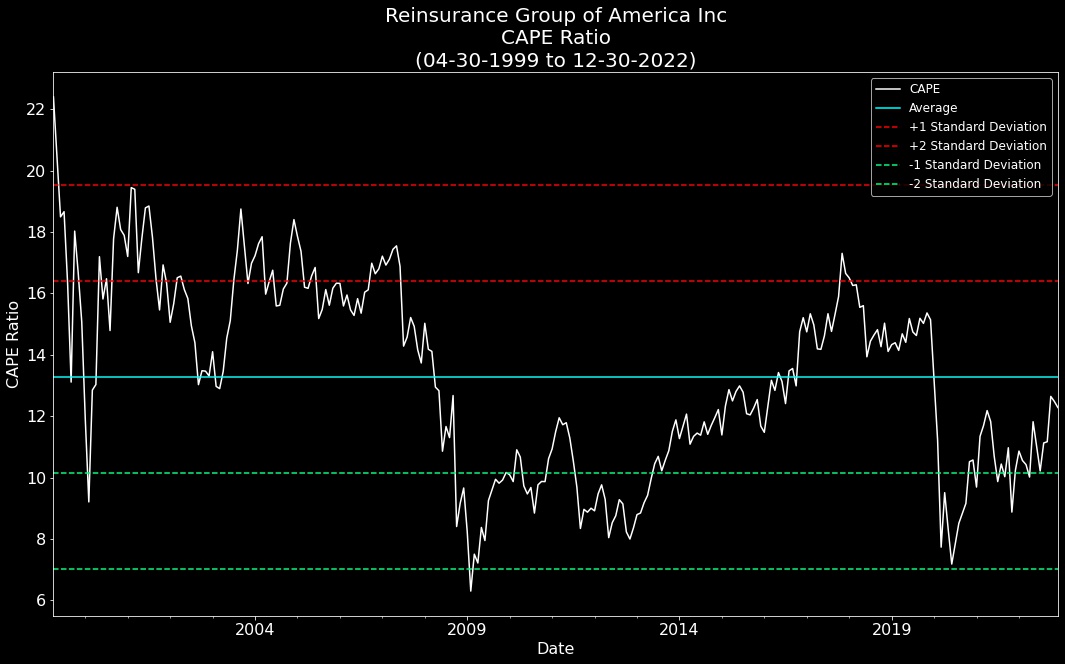 Reinsurance Group of America Inc
CAPE Ratio
(04-30-1999 to 12-30-2022)
CAPE
Average
+1 Standard Deviation
+2 Standard Deviation
-1 Standard Deviation
-2 Standard Deviation
CAPE Ratio
22
20
18
16
14
12
10
8
6
2004 2009 2014 2019
Date